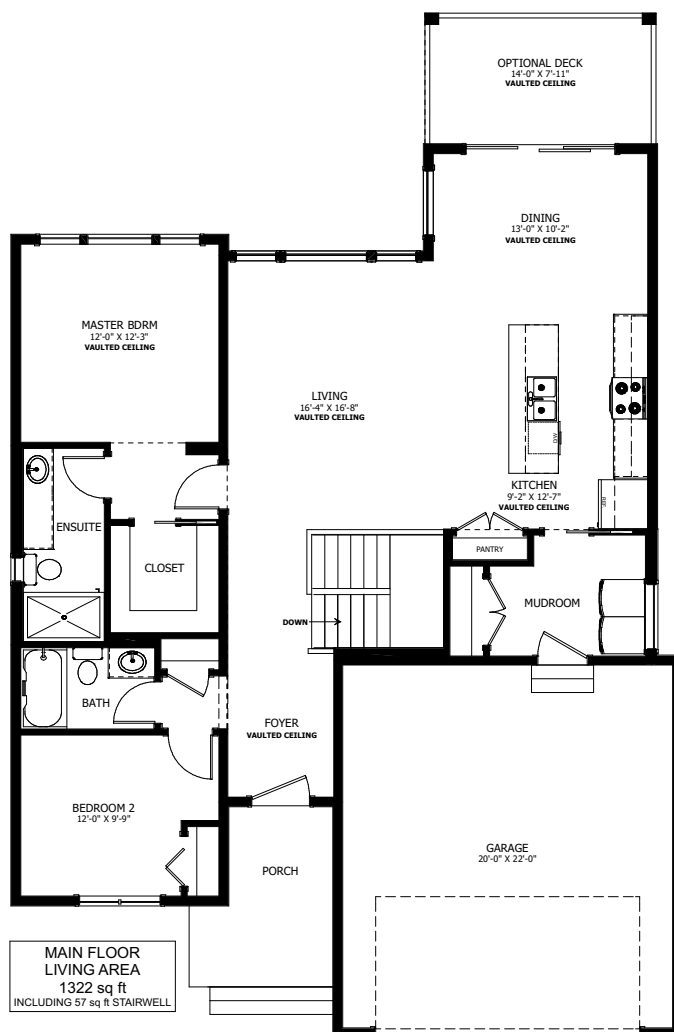 OPTIONAL DECK
14'-0" X 7'-11"
VAULTED CEILING
DINING
13'-0" X 10'-2"
VAULTED CEILING
MASTER BDRM
12'-0" X 12'-3"
VAULTED CEILING
LIVING
16'-4" X 16'-8"
VAULTED CEILING
D/W
KITCHEN
9'-2" X 12'-7"
VAULTED CEILING
REF.
ENSUITE
CLOSET
PANTRY
MUDROOM
DOWN
BATH
FOYER
VAULTED CEILING
BEDROOM 2
12'-0" X 9'-9"
PORCH
GARAGE
20'-0" X 22'-0"
MAIN FLOOR
LIVING AREA
1322 sq ft
INCLUDING 57 sq ft STAIRWELL